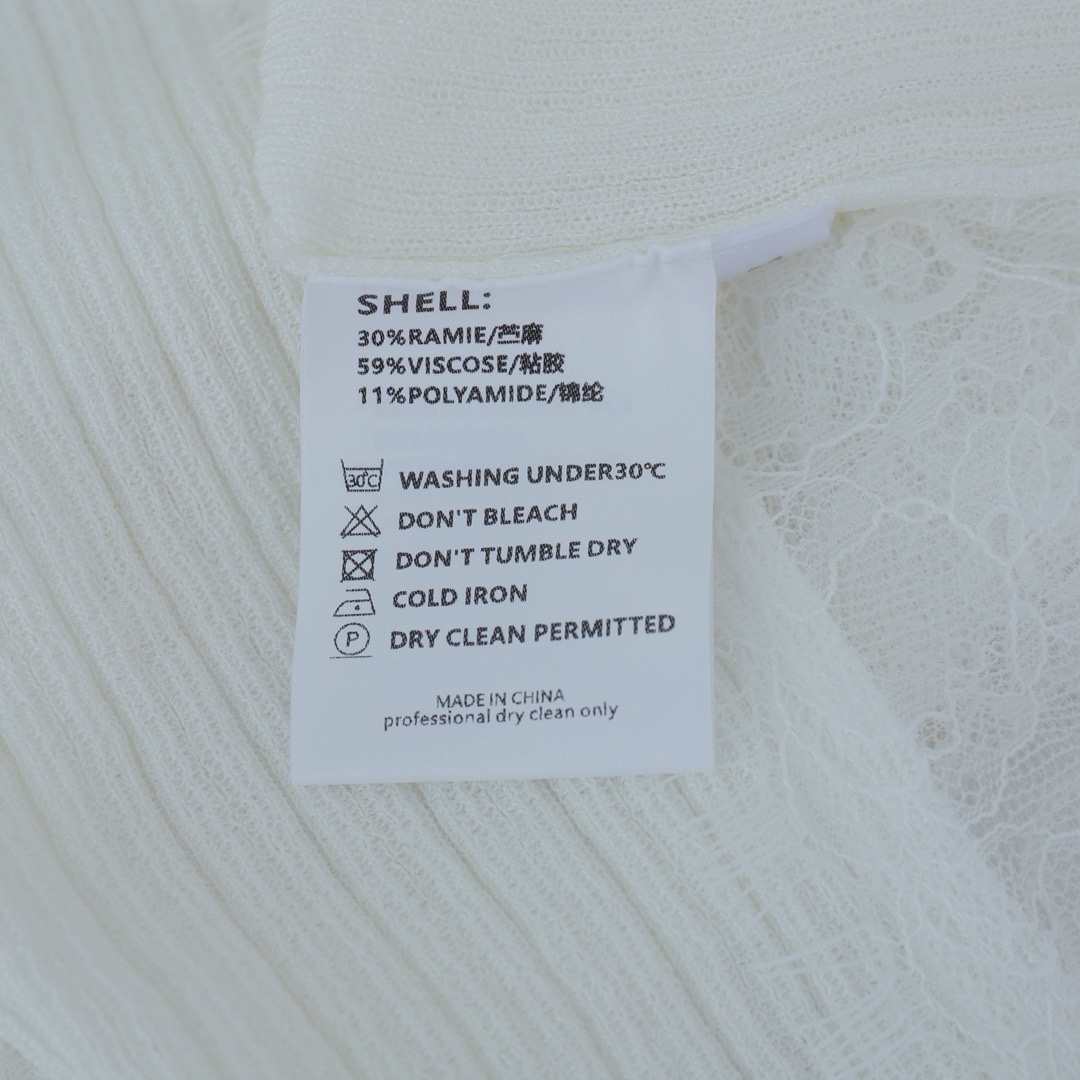 SHELL:
30%RAMIE/苎麻
59%VISCOSE/粘胶
11%POLYAMIDE/锦纶
30℃ WASHING UNDER30℃
DON'T BLEACH
DON'T TUMBLE DRY
COLD IRON
P DRY CLEAN PERMITTED
MADE IN CHINA
professional dry clean only